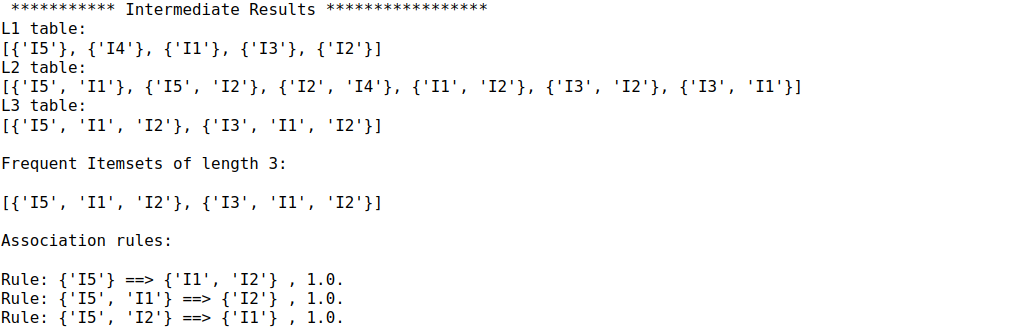 *********** Intermediate Results *****************
L1 table:
[{'I5'}, {'I4'}, {'I1'}, {'I3'}, {'I2'}]
L2 table:
[{'I5', 'I1'}, {'I5', 'I2'}, {'I2', 'I4'}, {'I1', 'I2'}, {'I3', 'I2'}, {'I3', 'I1'}]
L3 table:
[{'I5', 'I1', 'I2'}, {'I3', 'I1', 'I2'}]
Frequent Itemsets of length 3:
[{'I5', 'I1', 'I2'}, {'I3', 'I1', 'I2'}]
Association rules:
Rule: {'I5'} ==> {'I1', 'I2'} , 1.0.
Rule: {'I5', 'I1'} ==> {'I2'} , 1.0.
Rule: {'I5', 'I2'} ==> {'I1'} , 1.0.